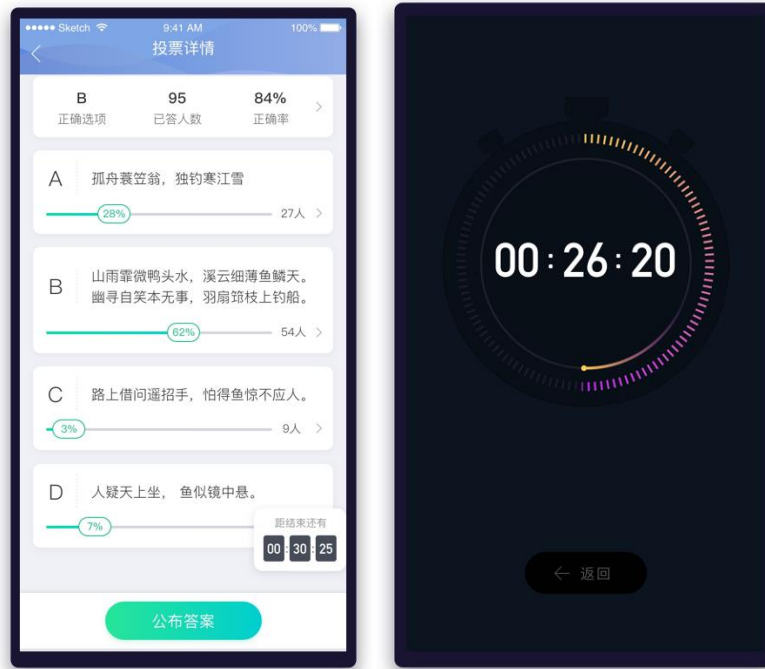 Sketch 9:41 AM 100%
投票详情
B 95 84%
正确选项 已答人数 正确率
A 孤舟蓑笠翁，独钓寒江雪
28% 27人
山雨霏微鸭头水，溪云细薄鱼鳞天。
B
幽寻自笑本无事，羽扇筇枝上钓船。
62% 54人
C 路上借问遥招手，怕得鱼惊不应人。
3% 9人
D 人疑天上坐， 鱼似镜中悬。
7%
距结束还有
00:30:25
公布答案
00:26:20
← 返回